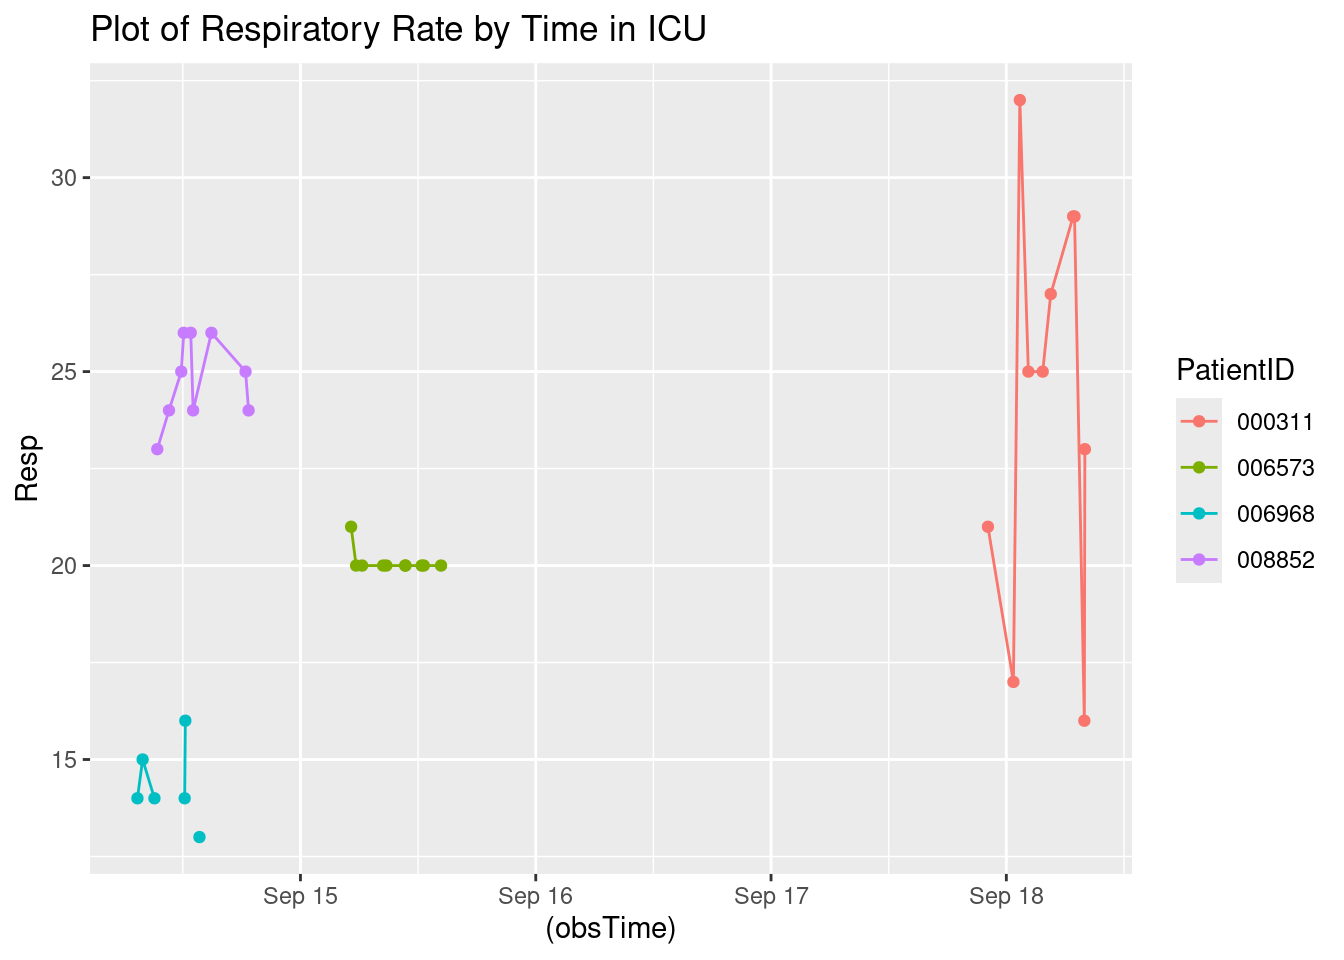 Plot of Respiratory Rate by Time in ICU
30
25
20
15
Resp
Sep 15
Sep 16
Sep 17
Sep 18
(obsTime)
PatientID
000311
006573
006968
008852